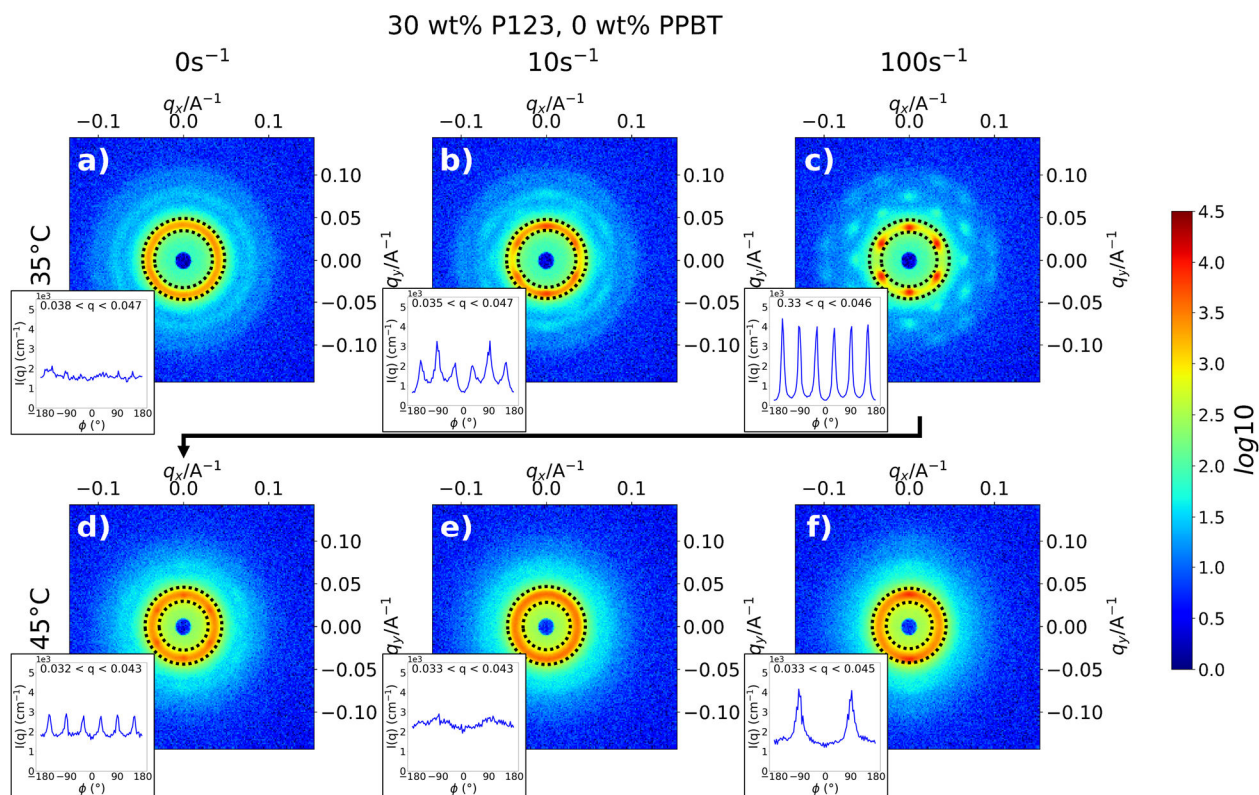 30 wt% P123, 0 wt% PPBT
0s⁻¹ 10s⁻¹ 100s⁻¹
qₓ/A⁻¹ qₓ/A⁻¹ qₓ/A⁻¹
−0.1 0.0 0.1 −0.1 0.0 0.1 −0.1 0.0 0.1
a) b) c)
35°C
0.10 0.10 0.10
0.05 0.05 0.05
0.00 0.00 0.00
−0.05 −0.05 −0.05
−0.10 −0.10 −0.10
q_y/A⁻¹ q_y/A⁻¹ q_y/A⁻¹
1e3
0.038 < q < 0.047
I(q) (cm⁻¹)
5
4
3
2
1
0
−180 −90 0 90 180
ϕ (°)
1e3
0.035 < q < 0.047
I(q) (cm⁻¹)
5
4
3
2
1
0
−180 −90 0 90 180
ϕ (°)
1e3
0.33 < q < 0.046
I(q) (cm⁻¹)
5
4
3
2
1
0
−180 −90 0 90 180
ϕ (°)
qₓ/A⁻¹ qₓ/A⁻¹ qₓ/A⁻¹
−0.1 0.0 0.1 −0.1 0.0 0.1 −0.1 0.0 0.1
d) e) f)
45°C
0.10 0.10 0.10
0.05 0.05 0.05
0.00 0.00 0.00
−0.05 −0.05 −0.05
−0.10 −0.10 −0.10
q_y/A⁻¹ q_y/A⁻¹ q_y/A⁻¹
1e3
0.032 < q < 0.043
I(q) (cm⁻¹)
5
4
3
2
1
0
−180 −90 0 90 180
ϕ (°)
1e3
0.033 < q < 0.043
I(q) (cm⁻¹)
5
4
3
2
1
0
−180 −90 0 90 180
ϕ (°)
1e3
0.033 < q < 0.045
I(q) (cm⁻¹)
5
4
3
2
1
0
−180 −90 0 90 180
ϕ (°)
4.5
4.0
3.5
3.0
2.5
2.0
1.5
1.0
0.5
0.0
log10